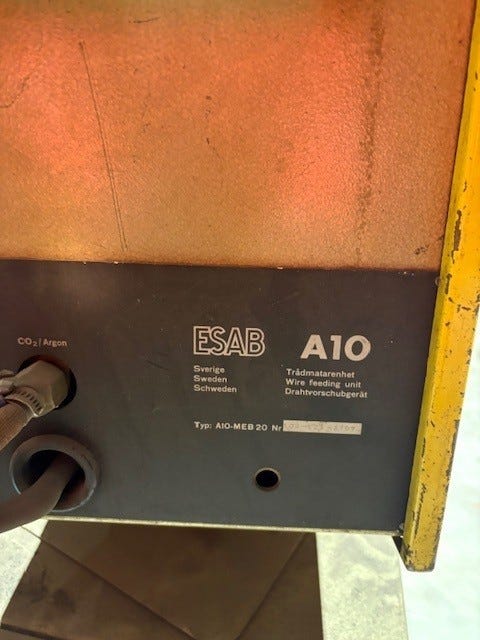 CO₂/Argon
ESAB A10
Sverige
Sweden
Schweden
Trådmatarenhet
Wire feeding unit
Drahtvorschubgerät
Typ: A10-MEB 20 Nr